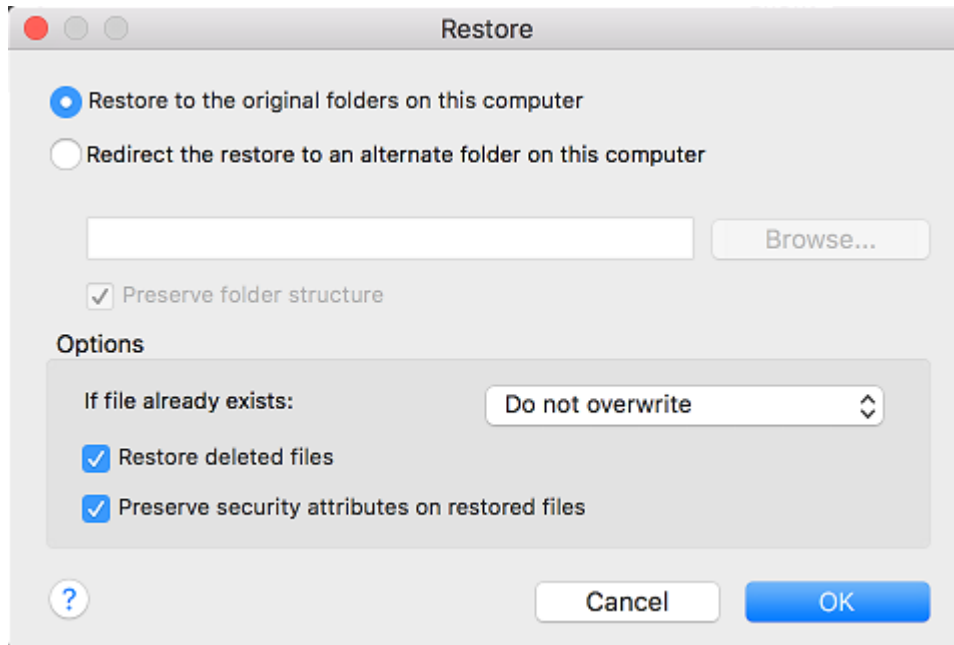 Restore
Restore to the original folders on this computer
Redirect the restore to an alternate folder on this computer
Browse...
Preserve folder structure
Options
If file already exists: Do not overwrite
Restore deleted files
Preserve security attributes on restored files
? Cancel OK